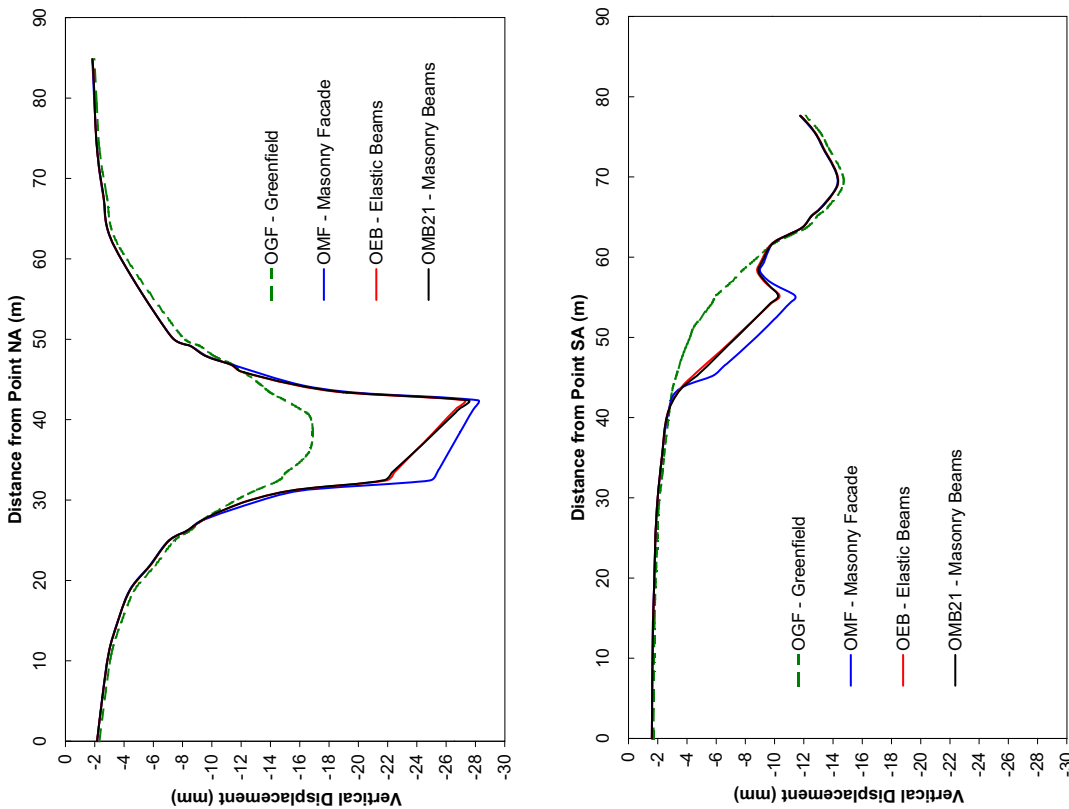 Distance from Point NA (m)
0 10 20 30 40 50 60 70 80 90
0
-2
-4
-6
-8
-10
-12
-14
-16
-18
-20
-22
-24
-26
-28
-30
Vertical Displacement (mm)
OGF - Greenfield
OMF - Masonry Facade
OEB - Elastic Beams
OMB21 - Masonry Beams
Distance from Point SA (m)
0 10 20 30 40 50 60 70 80 90
0
-2
-4
-6
-8
-10
-12
-14
-16
-18
-20
-22
-24
-26
-28
-30
Vertical Displacement (mm)
OGF - Greenfield
OMF - Masonry Facade
OEB - Elastic Beams
OMB21 - Masonry Beams